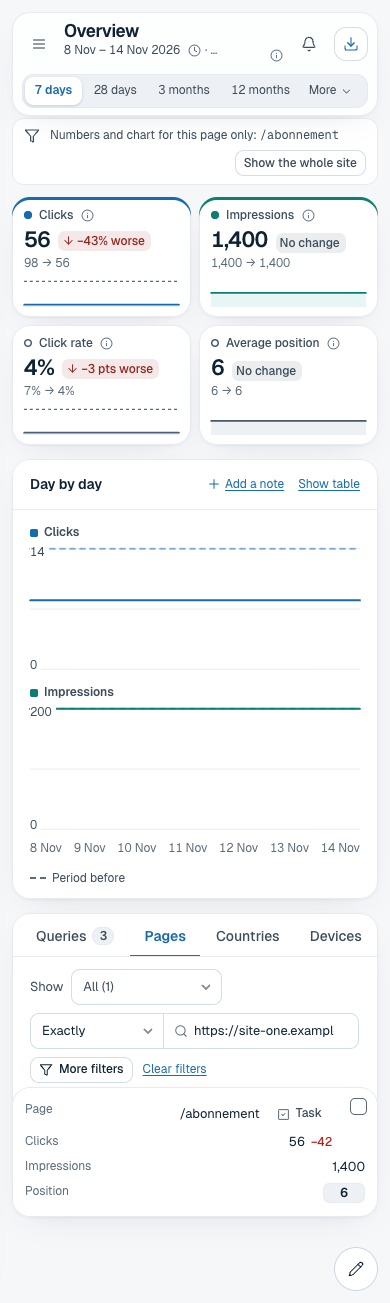 Overview
8 Nov – 14 Nov 2026 · …
7 days 28 days 3 months 12 months More
Numbers and chart for this page only: /abonnement
Show the whole site
Clicks
56 ↓ −43% worse
98 → 56
Impressions
1,400 No change
1,400 → 1,400
Click rate
4% ↓ −3 pts worse
7% → 4%
Average position
6 No change
6 → 6
Day by day + Add a note Show table
Clicks
14
0
Impressions
200
0
8 Nov 9 Nov 10 Nov 11 Nov 12 Nov 13 Nov 14 Nov
Period before
Queries 3 Pages Countries Devices
Show All (1)
Exactly https://site-one.exampl
More filters Clear filters
Page /abonnement Task
Clicks 56 −42
Impressions 1,400
Position 6